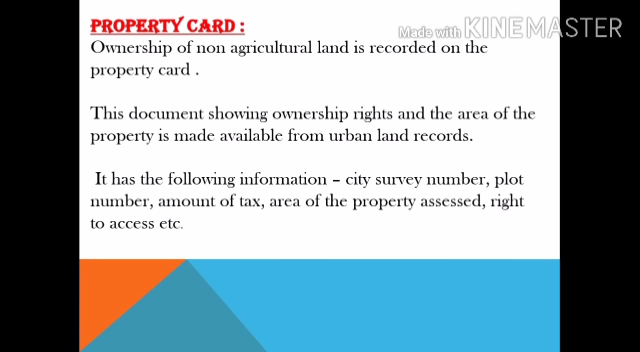 PROPERTY CARD :
Made with KINEMASTER
Ownership of non agricultural land is recorded on the
property card .
This document showing ownership rights and the area of the
property is made available from urban land records.
It has the following information – city survey number, plot
number, amount of tax, area of the property assessed, right
to access etc.